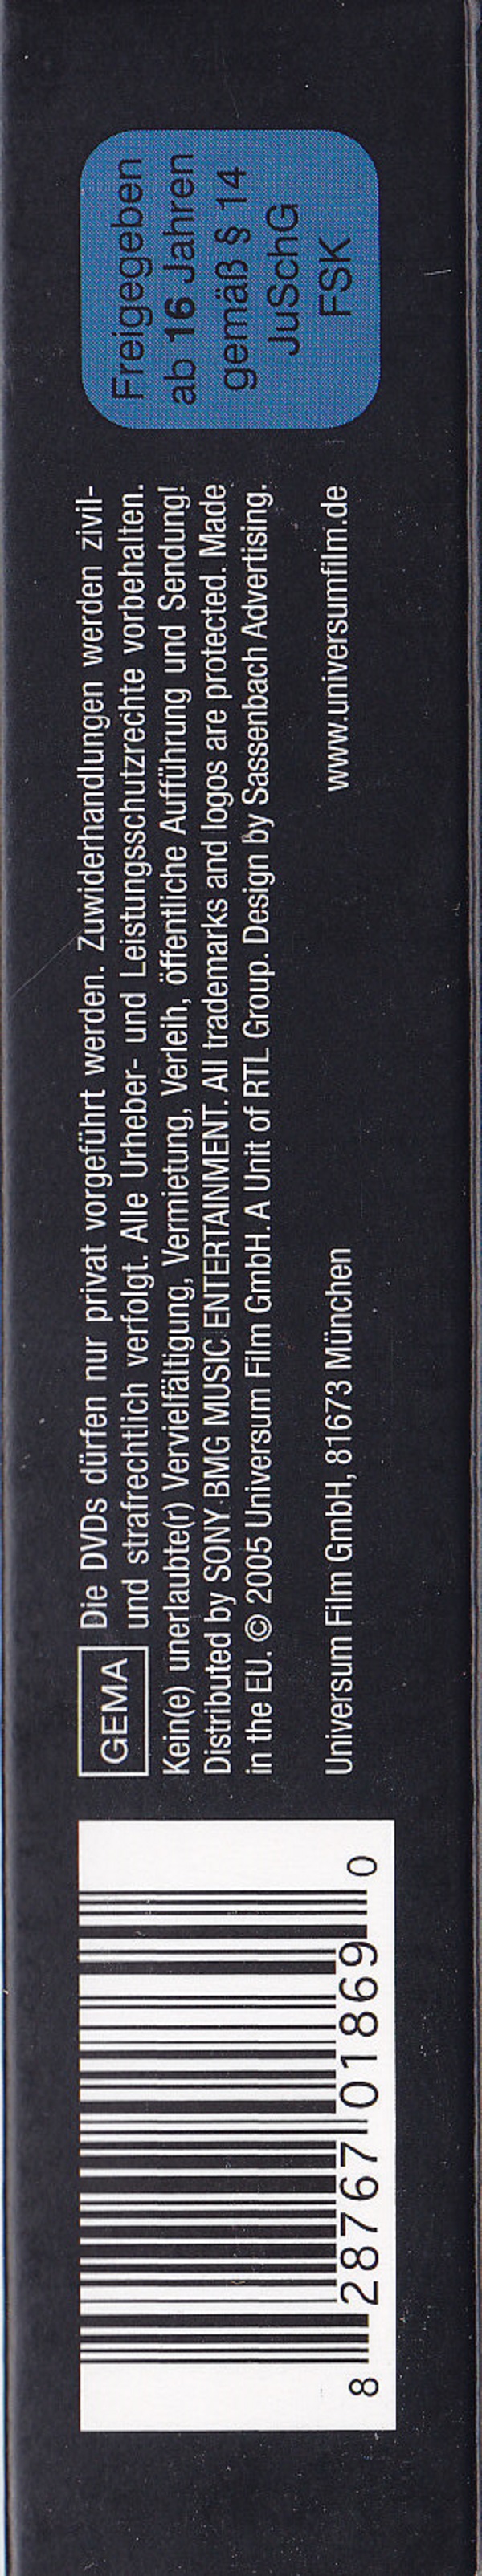 8 28767 01869 0
GEMA
Die DVDs dürfen nur privat vorgeführt werden. Zuwiderhandlungen werden zivil-
und strafrechtlich verfolgt. Alle Urheber- und Leistungsschutzrechte vorbehalten.
Kein(e) unerlaubte(r) Vervielfältigung, Vermietung, Verleih, öffentliche Aufführung und Sendung!
Distributed by SONY BMG MUSIC ENTERTAINMENT. All trademarks and logos are protected. Made
in the EU. © 2005 Universum Film GmbH. A Unit of RTL Group. Design by Sassenbach Advertising.
Universum Film GmbH, 81673 München
www.universumfilm.de
Freigegeben
ab 16 Jahren
gemäß § 14
JuSchG
FSK